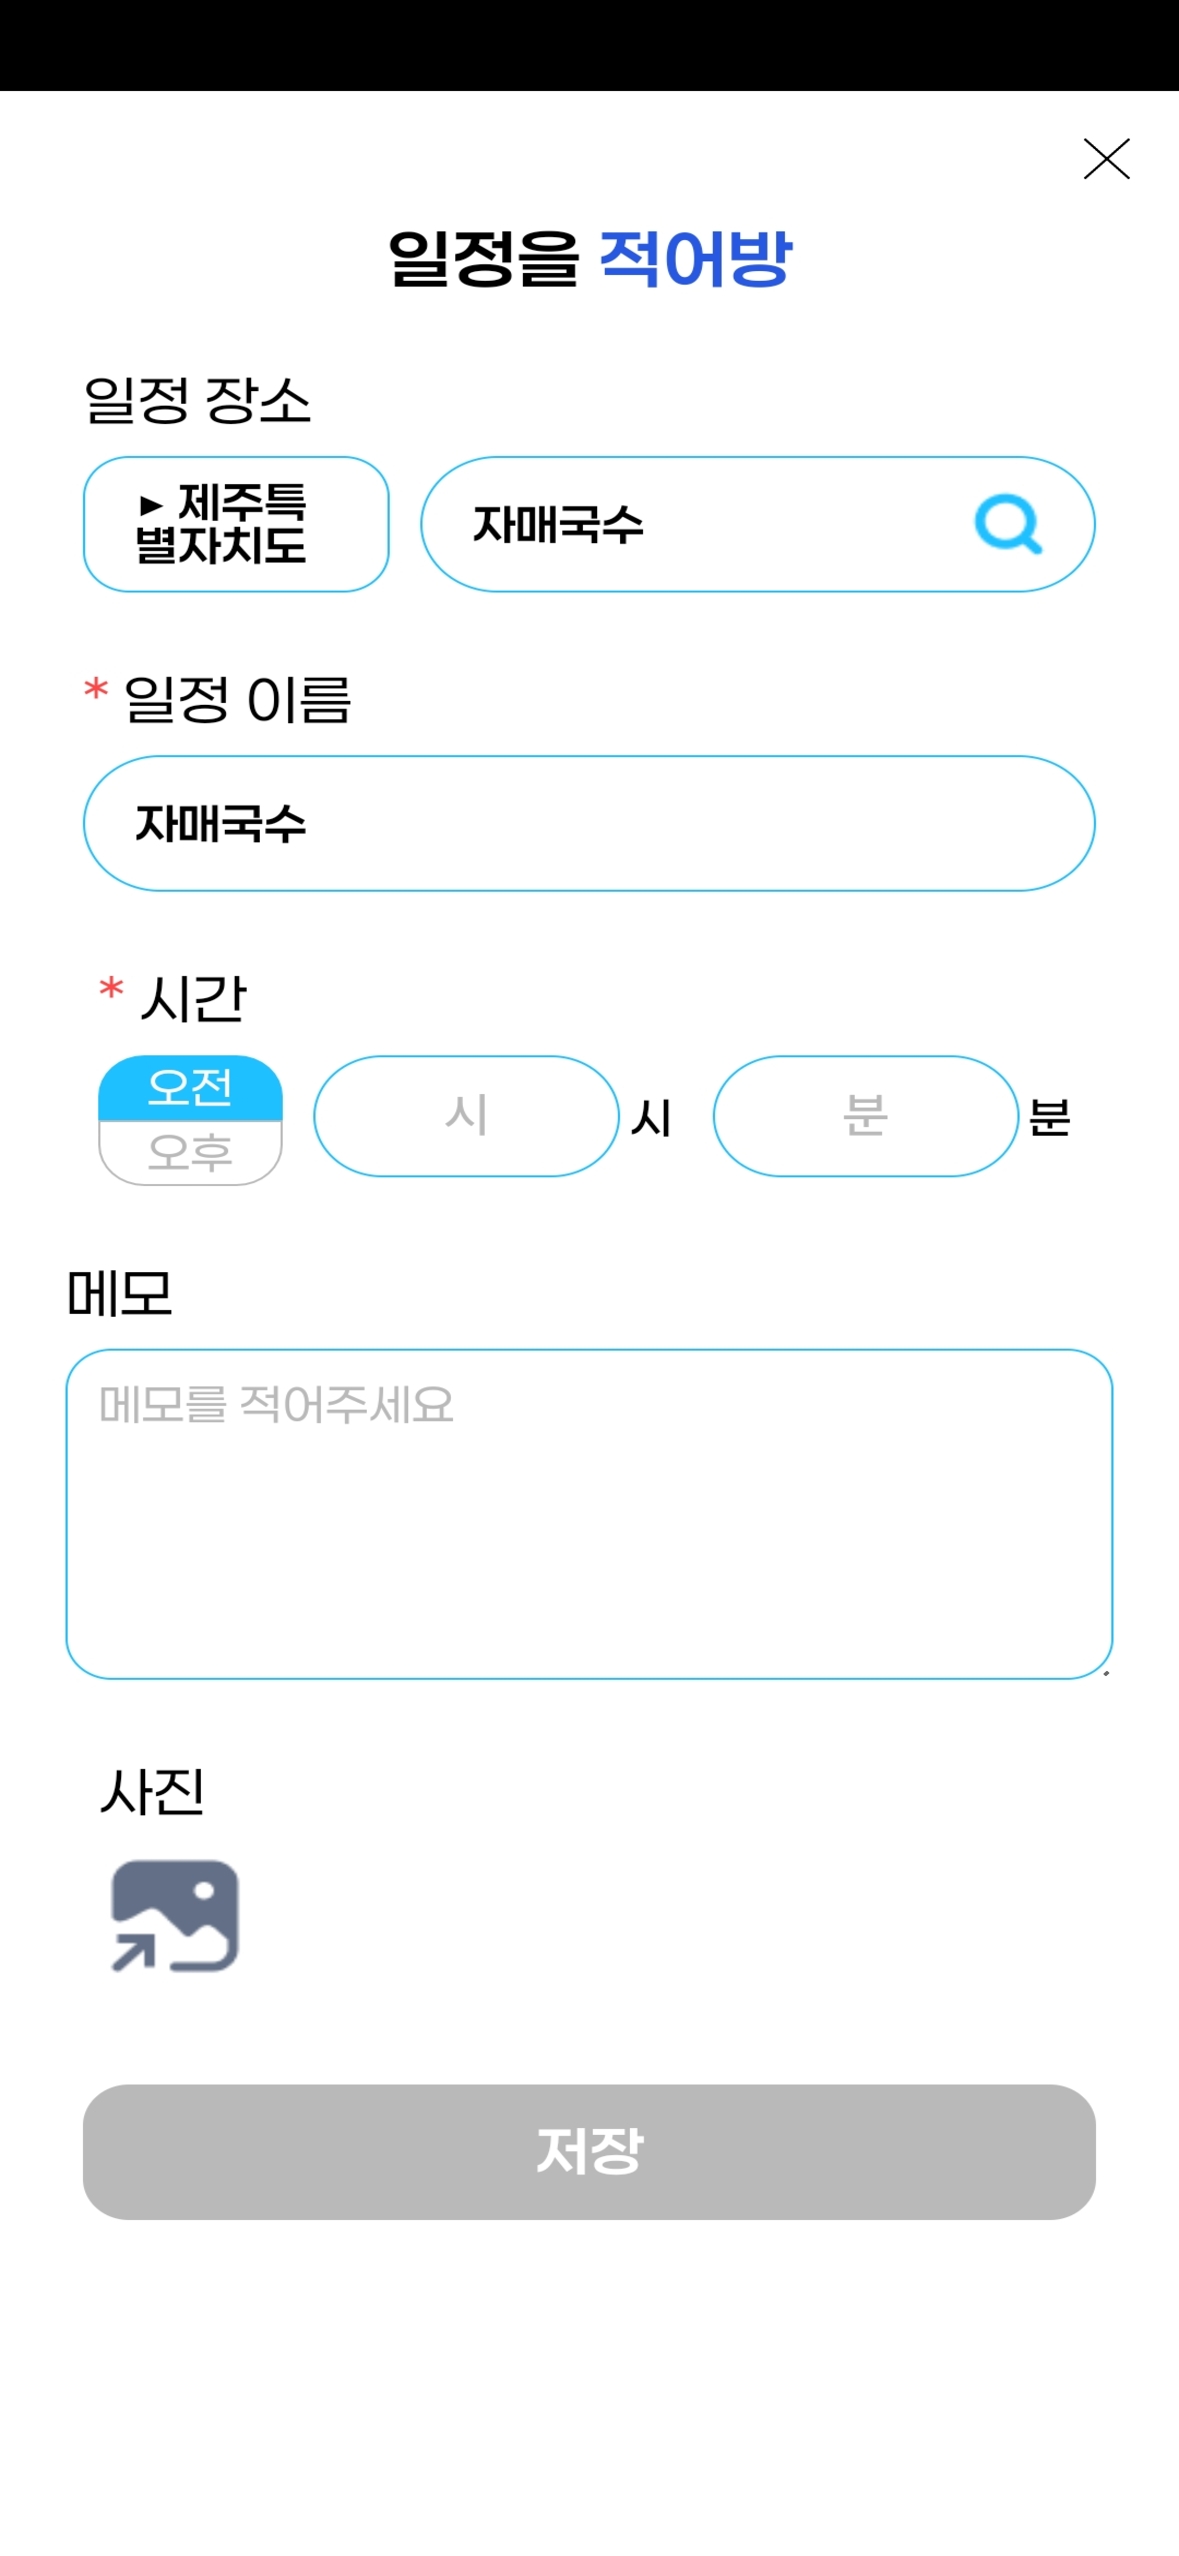 일정을 적어방
일정 장소
▶ 제주특
별자치도
자매국수
* 일정 이름
자매국수
* 시간
오전
오후
시 시 분 분
메모
메모를 적어주세요
사진
저장